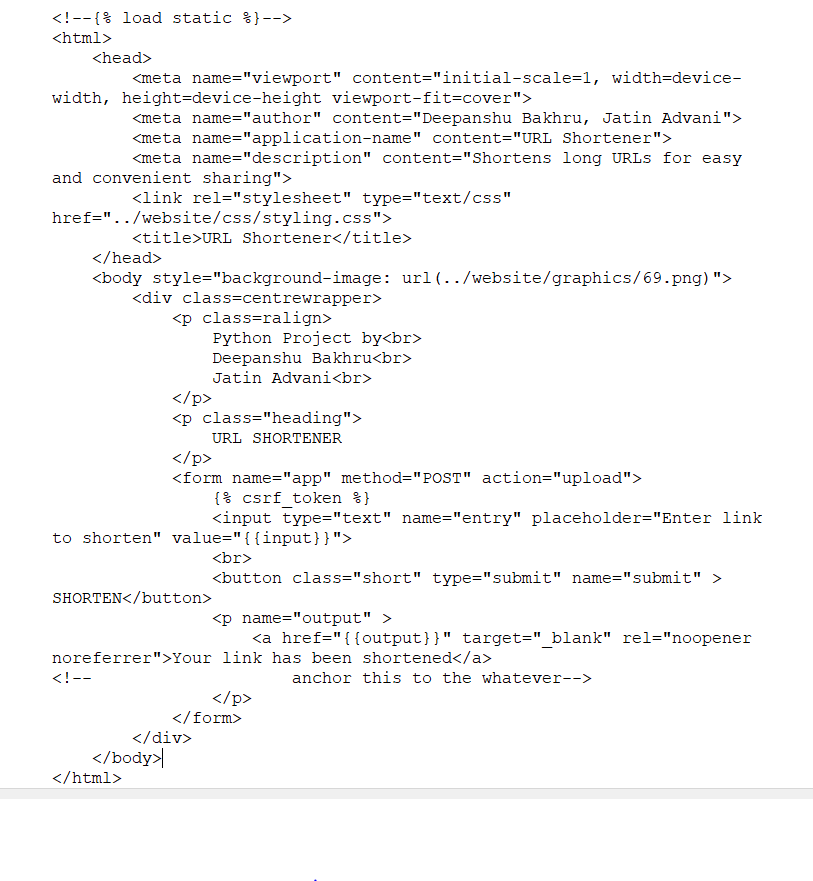 <!--{% load static %}-->
<html>
    <head>
        <meta name="viewport" content="initial-scale=1, width=device-
width, height=device-height viewport-fit=cover">
        <meta name="author" content="Deepanshu Bakhru, Jatin Advani">
        <meta name="application-name" content="URL Shortener">
        <meta name="description" content="Shortens long URLs for easy
and convenient sharing">
        <link rel="stylesheet" type="text/css"
href="../website/css/styling.css">
        <title>URL Shortener</title>
    </head>
    <body style="background-image: url(../website/graphics/69.png)">
        <div class=centrewrapper>
            <p class=ralign>
                Python Project by<br>
                Deepanshu Bakhru<br>
                Jatin Advani<br>
            </p>
            <p class="heading">
                URL SHORTENER
            </p>
            <form name="app" method="POST" action="upload">
                {% csrf_token %}
                <input type="text" name="entry" placeholder="Enter link
to shorten" value="{{input}}">
                <br>
                <button class="short" type="submit" name="submit" >
SHORTEN</button>
                <p name="output" >
                    <a href="{{output}}" target="_blank" rel="noopener
noreferrer">Your link has been shortened</a>
<!--                    anchor this to the whatever-->
                </p>
            </form>
        </div>
    </body>
</html>